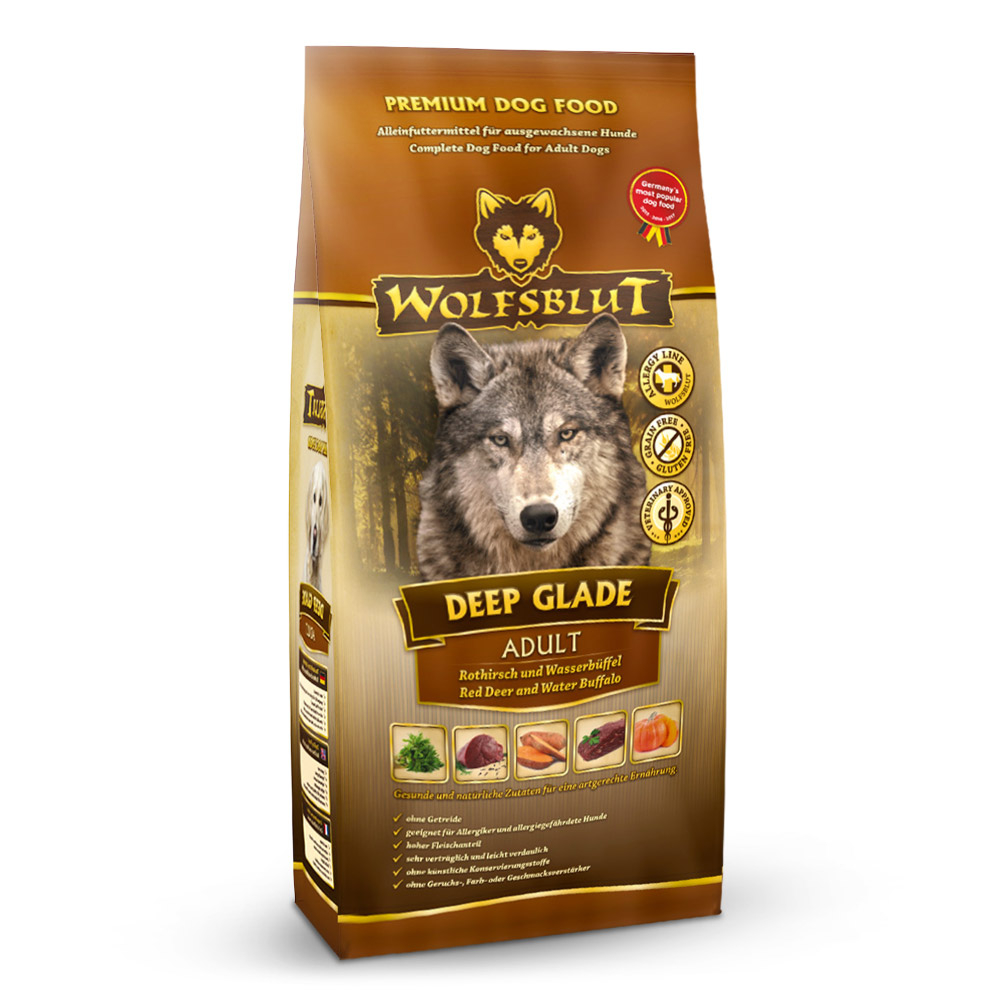 PREMIUM DOG FOOD
Alleinfuttermittel für ausgewachsene Hunde
Complete Dog Food for Adult Dogs
Germany's
most popular
dog food
WOLFSBLUT
ALLERGY LINE
WOLFSBLUT
GRAIN FREE
GLUTEN FREE
VETERINARY APPROVED
DEEP GLADE
ADULT
Rothirsch und Wasserbüffel
Red Deer and Water Buffalo
Gesunde und natürliche Zutaten für eine artgerechte Ernährung
ohne Getreide
geeignet für Allergiker und allergiegefährdete Hunde
hoher Fleischanteil
sehr verträglich und leicht verdaulich
ohne künstliche Konservierungsstoffe
ohne Geruchs-, Farb- oder Geschmacksverstärker